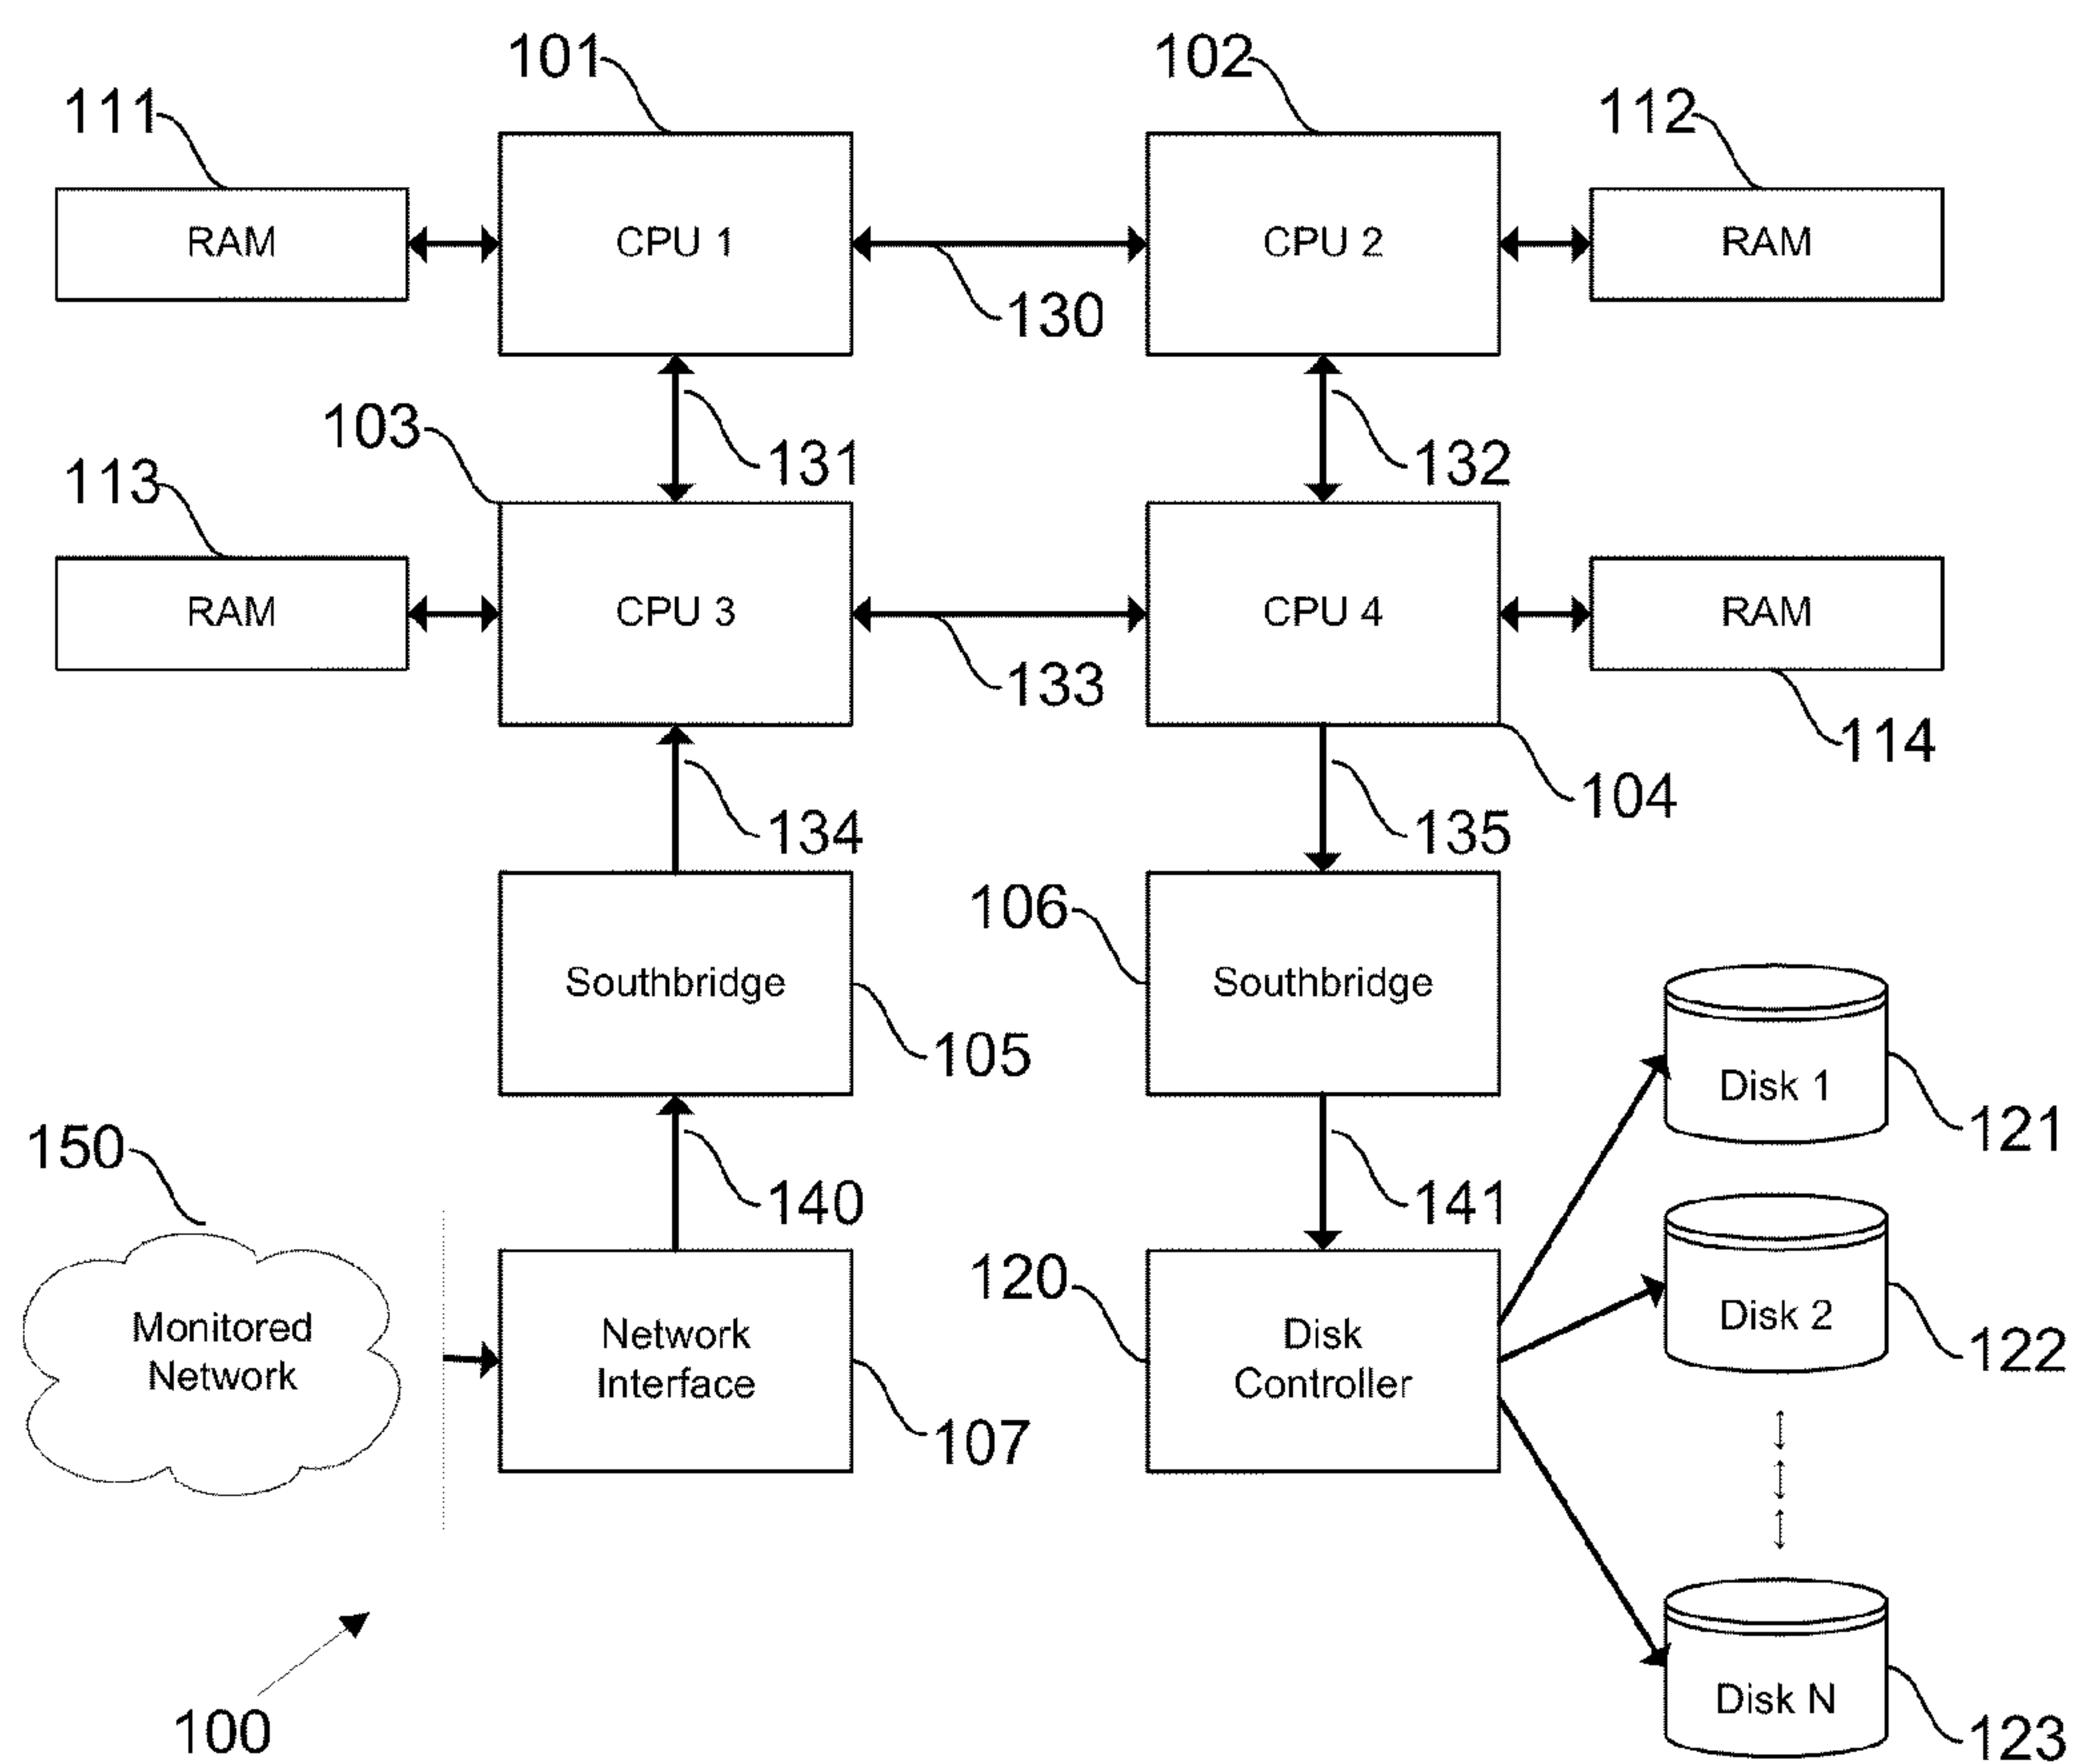 101
102
111
112
RAM
CPU 1
CPU 2
RAM
130
103
131
132
113
RAM
CPU 3
CPU 4
RAM
133
114
104
134
135
106
Southbridge
Southbridge
105
Disk 1
121
150
140
141
120
Monitored
Network
Network
Interface
Disk
Controller
Disk 2
122
107
Disk N
100
123